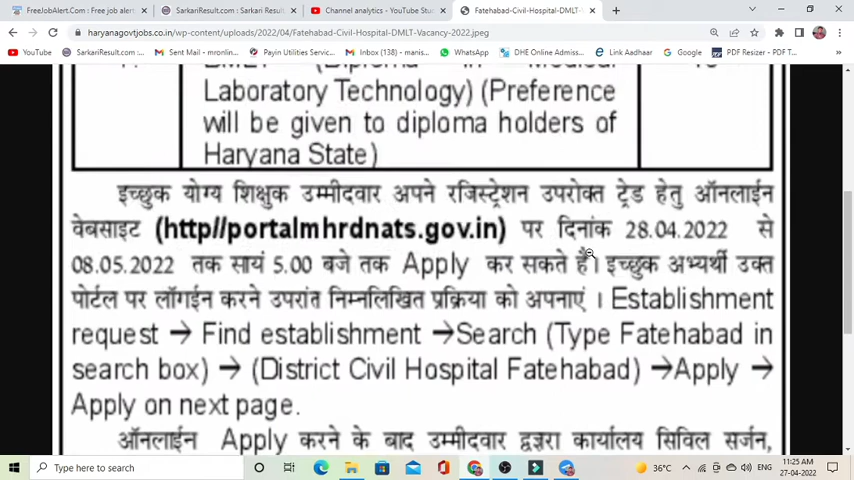 FreeJobAlert.Com : Free job alert
SarkariResult.com : Sarkari Resu
Channel analytics - YouTube Stud
Fatehabad-Civil-Hospital-DMLT-
haryanagovtjobs.co.in/wp-content/uploads/2022/04/Fatehabad-Civil-Hospital-DMLT-Vacancy-2022.jpeg
YouTube SarkariResult.com... Sent Mail - mronlin... Payin Utility Servic... Inbox (138) - manis... WhatsApp DHE Online Admiss... Link Aadhaar Google PDF Resizer PDF To...
Laboratory Technology) (Preference
will be given to diploma holders of
Haryana State)
इच्छुक योग्य शिक्षुक उम्मीदवार अपने रजिस्ट्रेशन उपरोक्त ट्रेड हेतु ऑनलाईन
वेबसाइट (http//portalmhrdnats.gov.in) पर दिनांक 28.04.2022 से
08.05.2022 तक सायं 5.00 बजे तक Apply कर सकते हैं। इच्छुक अभ्यर्थी उक्त
पोर्टल पर लॉगईन करने उपरांत निम्नलिखित प्रक्रिया को अपनाएं । Establishment
request → Find establishment →Search (Type Fatehabad in
search box) → (District Civil Hospital Fatehabad) →Apply →
Apply on next page.
ऑनलाईन Apply करने के बाद उम्मीदवार द्वारा कार्यालय सिविल सर्जन,
Type here to search
36°C ENG 11:25 AM
27-04-2022